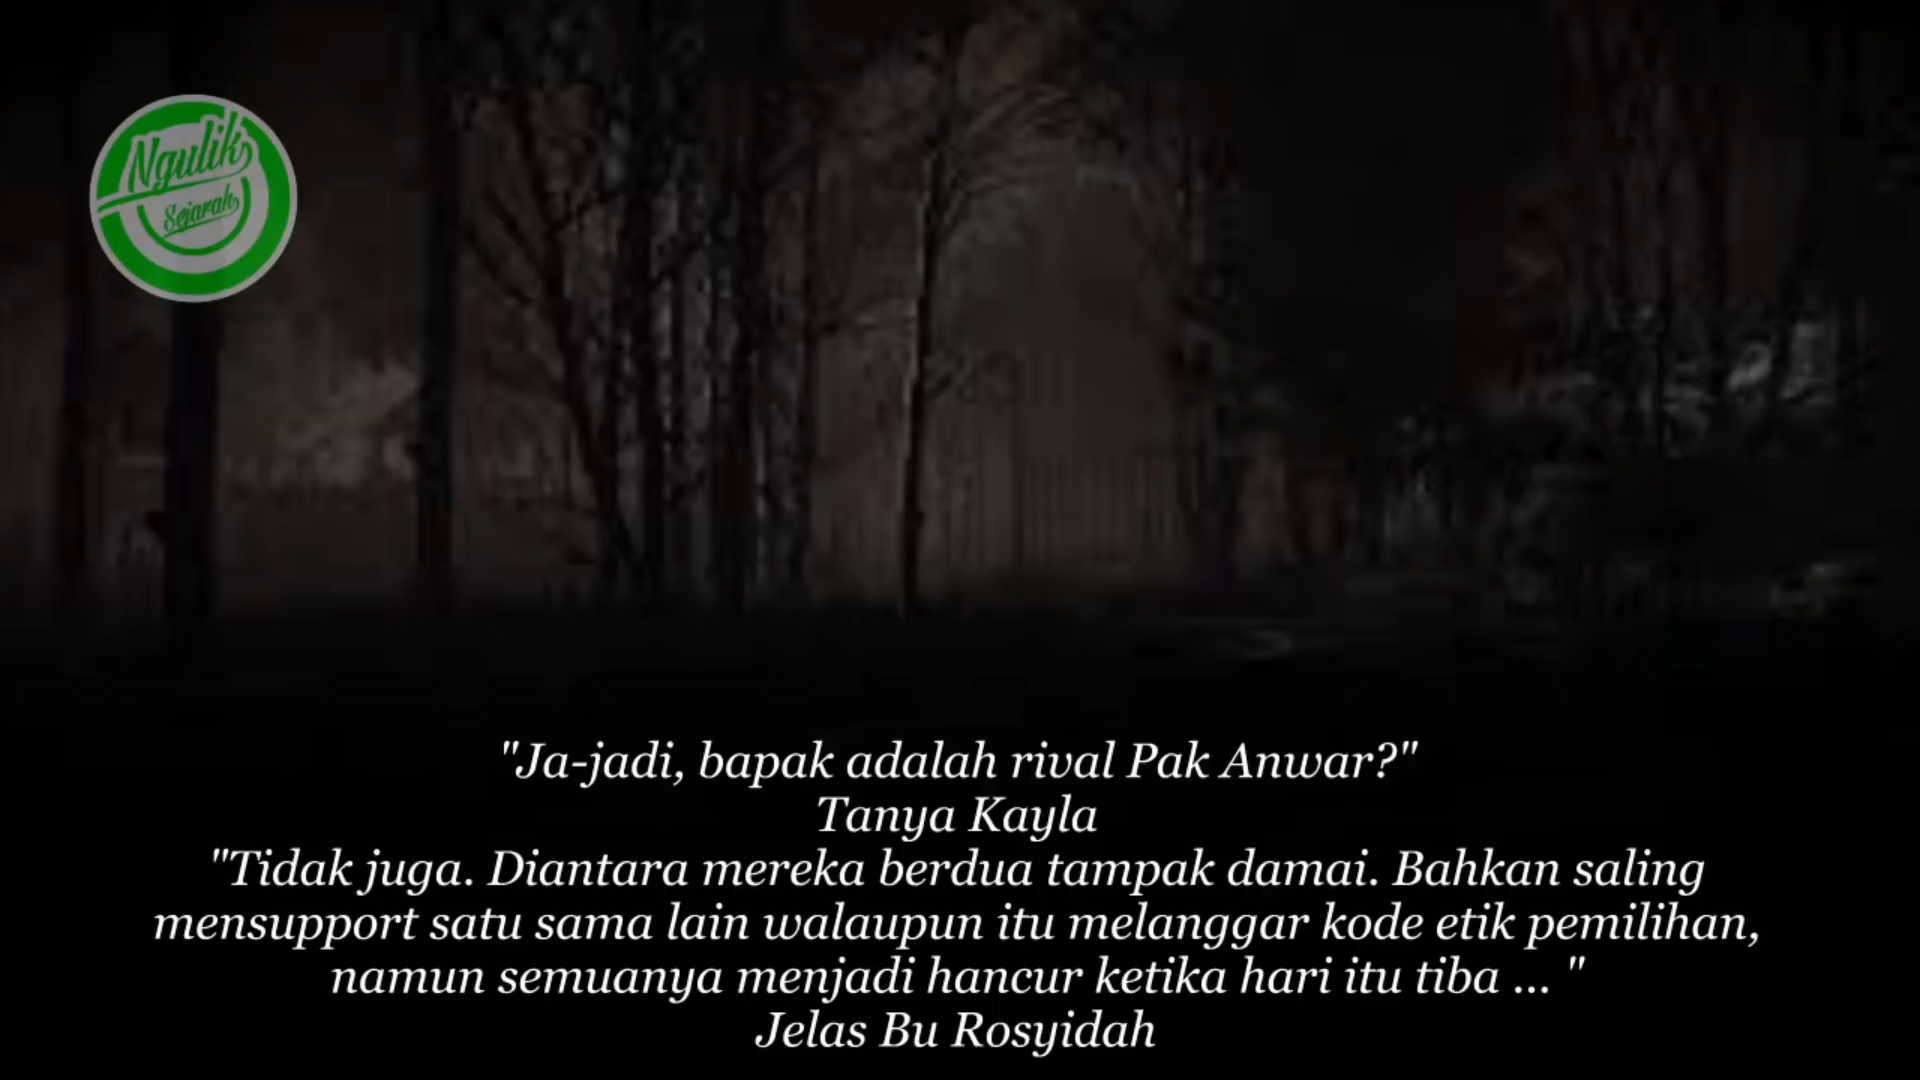 Ngulik
Sejarah
"Ja-jadi, bapak adalah rival Pak Anwar?"
Tanya Kayla
"Tidak juga. Diantara mereka berdua tampak damai. Bahkan saling
mensupport satu sama lain walaupun itu melanggar kode etik pemilihan,
namun semuanya menjadi hancur ketika hari itu tiba ... "
Jelas Bu Rosyidah